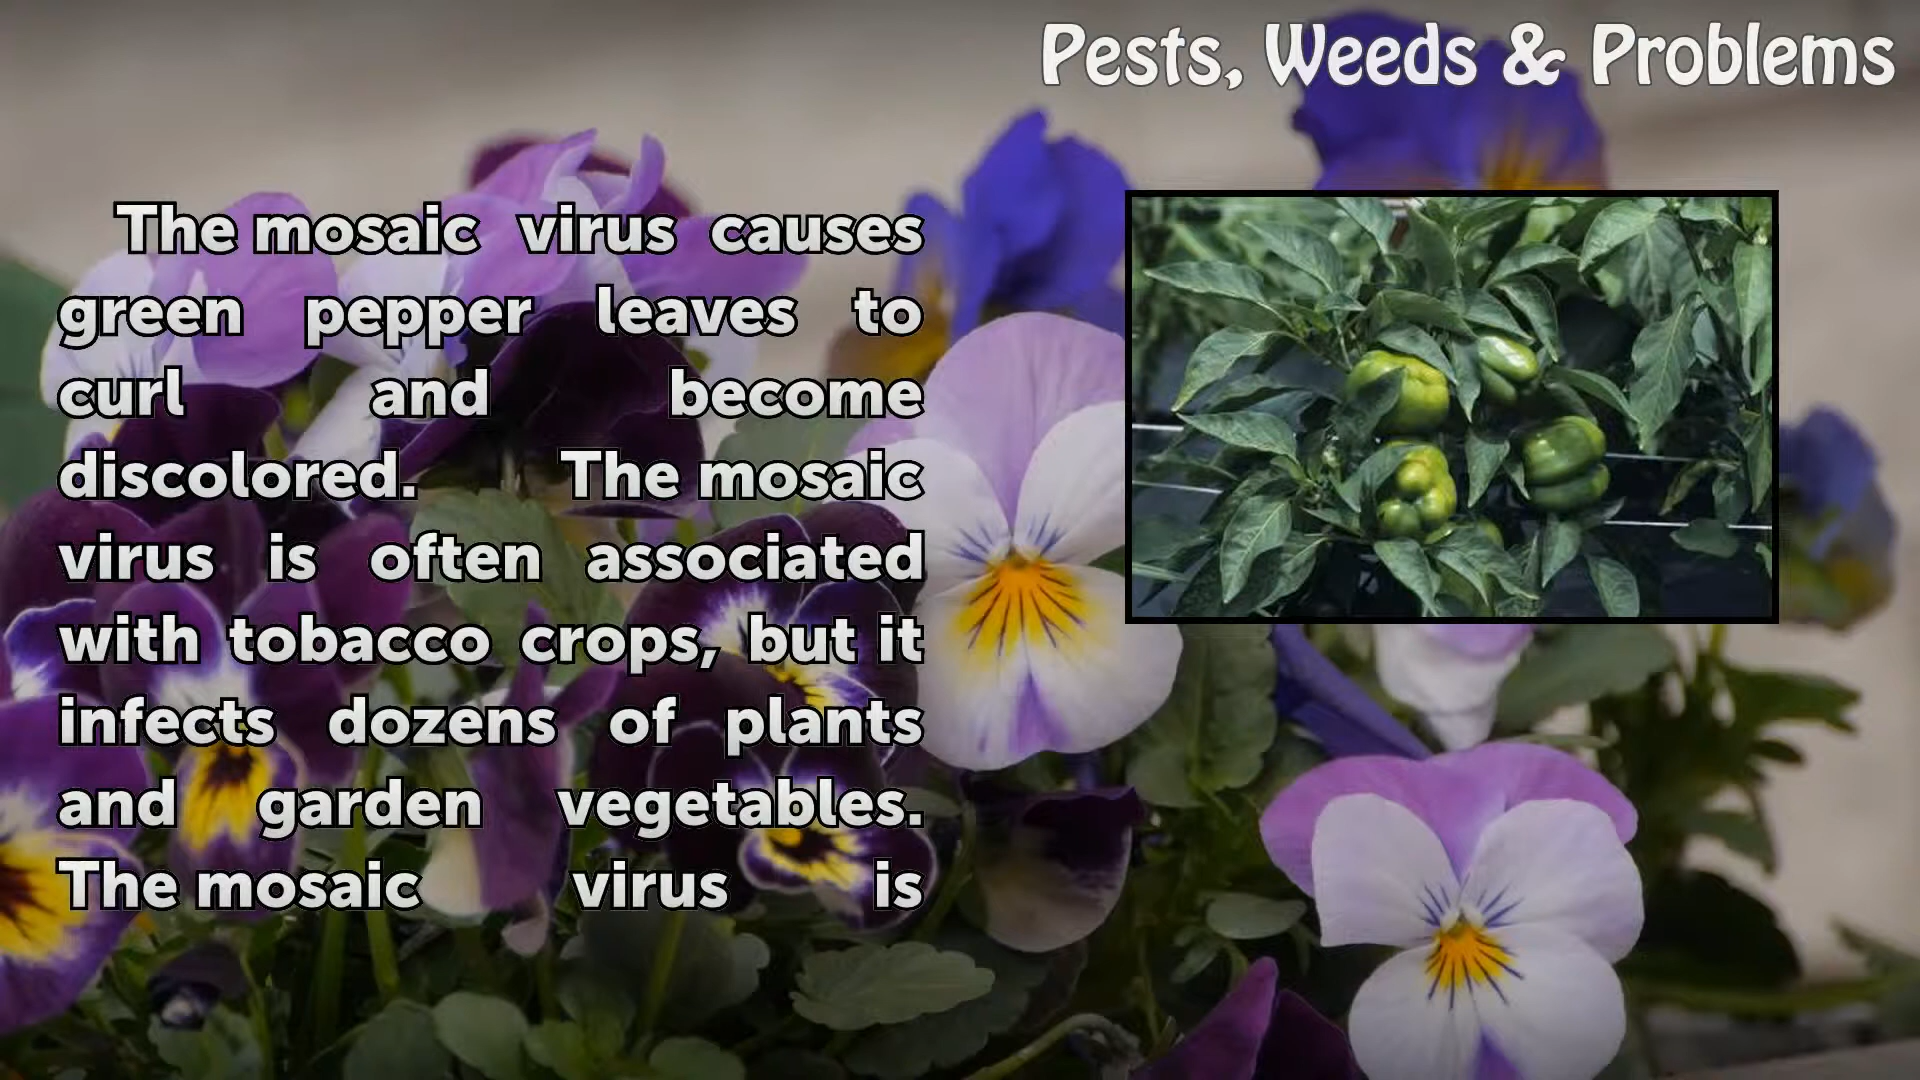 Pests, Weeds & Problems
The mosaic virus causes
green pepper leaves to
curl and become
discolored. The mosaic
virus is often associated
with tobacco crops, but it
infects dozens of plants
and garden vegetables.
The mosaic virus is